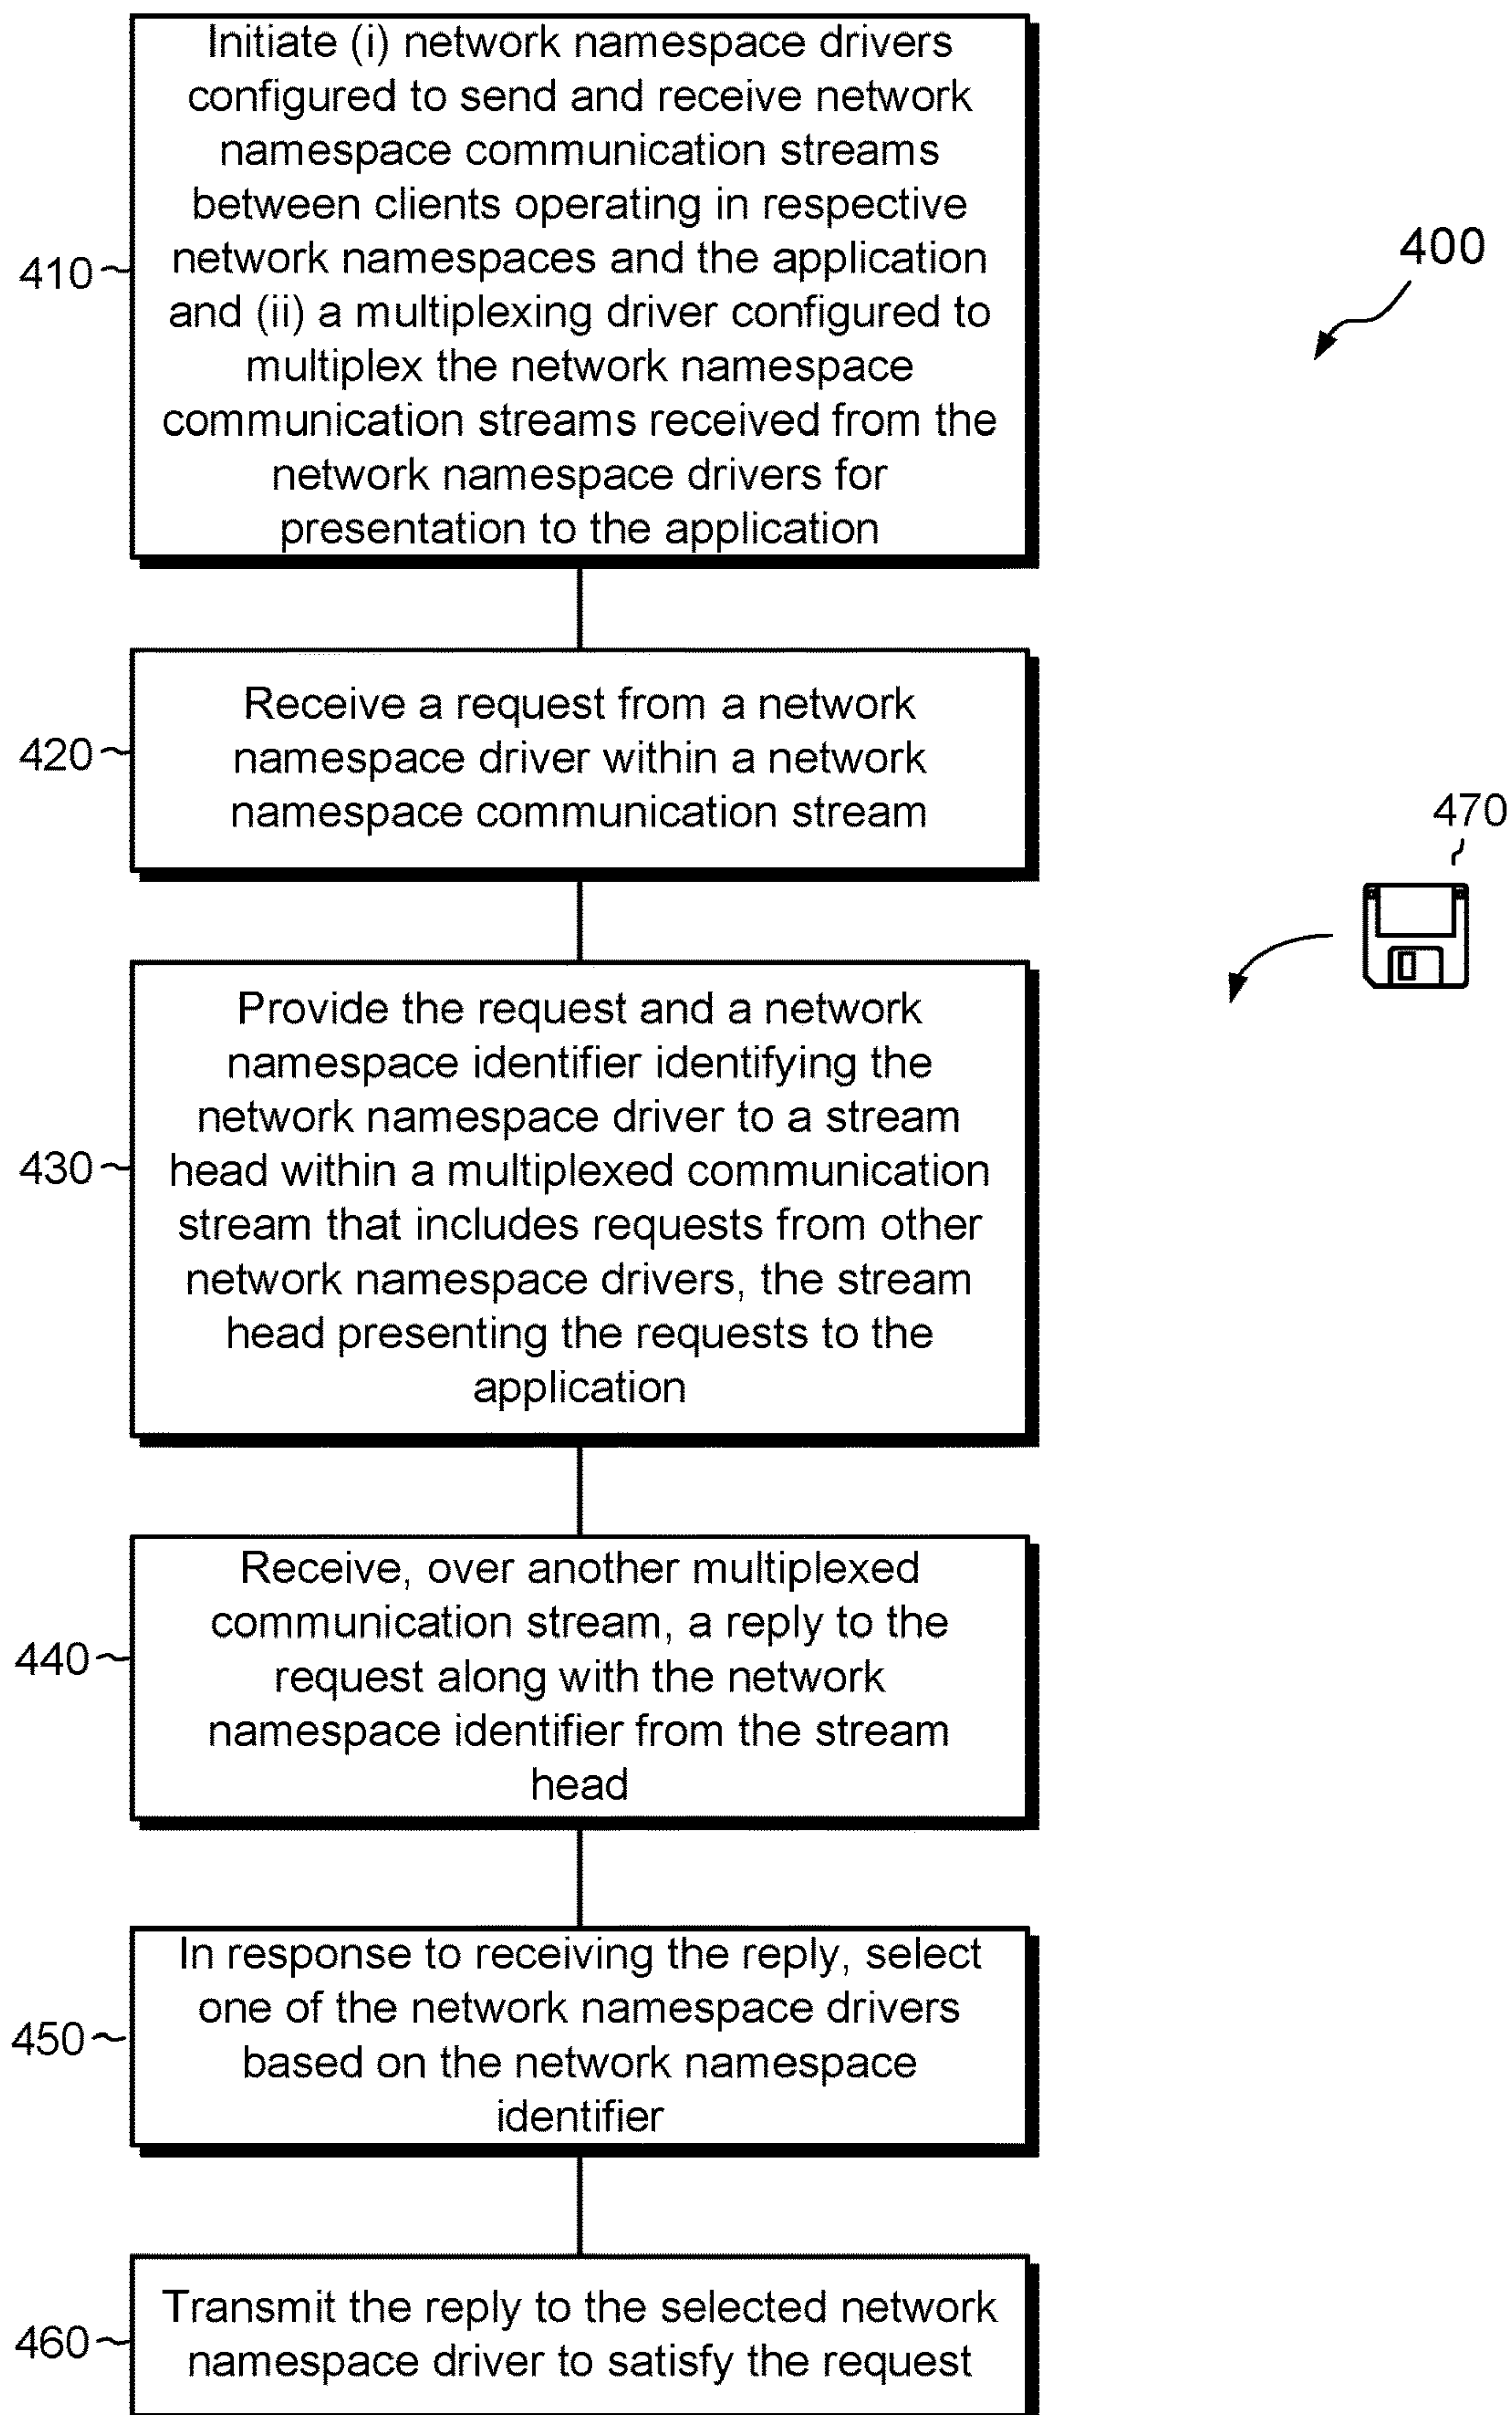 Initiate (i) network namespace drivers
configured to send and receive network
namespace communication streams
between clients operating in respective
network namespaces and the application
and (ii) a multiplexing driver configured to
multiplex the network namespace
communication streams received from the
network namespace drivers for
presentation to the application
410
400
Receive a request from a network
namespace driver within a network
namespace communication stream
420
470
Provide the request and a network
namespace identifier identifying the
network namespace driver to a stream
head within a multiplexed communication
stream that includes requests from other
network namespace drivers, the stream
head presenting the requests to the
application
430
Receive, over another multiplexed
communication stream, a reply to the
request along with the network
namespace identifier from the stream
head
440
In response to receiving the reply, select
one of the network namespace drivers
based on the network namespace
identifier
450
Transmit the reply to the selected network
namespace driver to satisfy the request
460